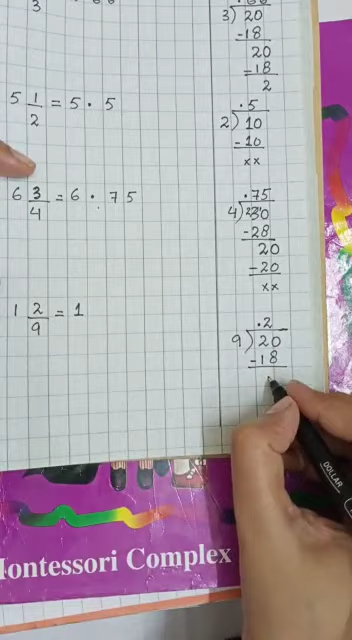 3
3) 20
-18
20
-18
2
5 1/2 = 5 . 5
.5
2) 10
-10
xx
6 3/4 = 6 . 75
.75
4) 30
-28
20
-20
xx
1 2/9 = 1
.2
9) 20
-18
DOLLAR
Montessori Complex